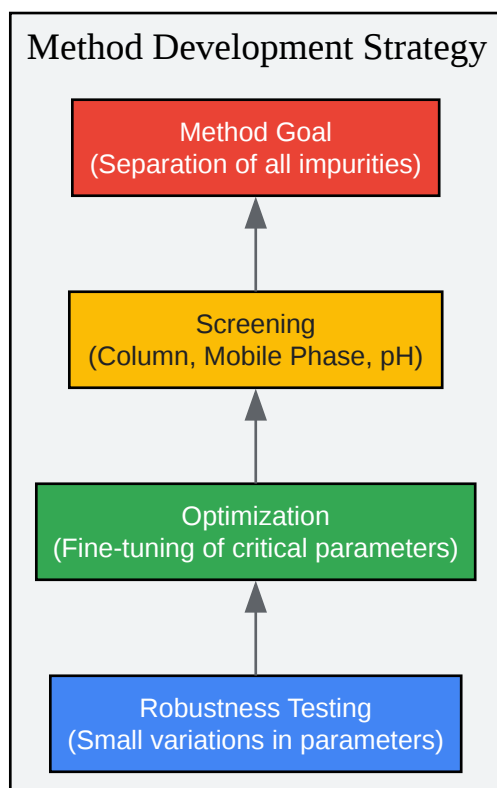 Method Development Strategy
Method Goal
(Separation of all impurities)
Screening
(Column, Mobile Phase, pH)
Optimization
(Fine-tuning of critical parameters)
Robustness Testing
(Small variations in parameters)